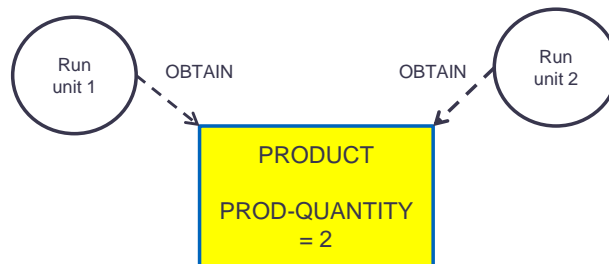 Run
unit 1
OBTAIN
OBTAIN
Run
unit 2
PRODUCT
PROD-QUANTITY
= 2